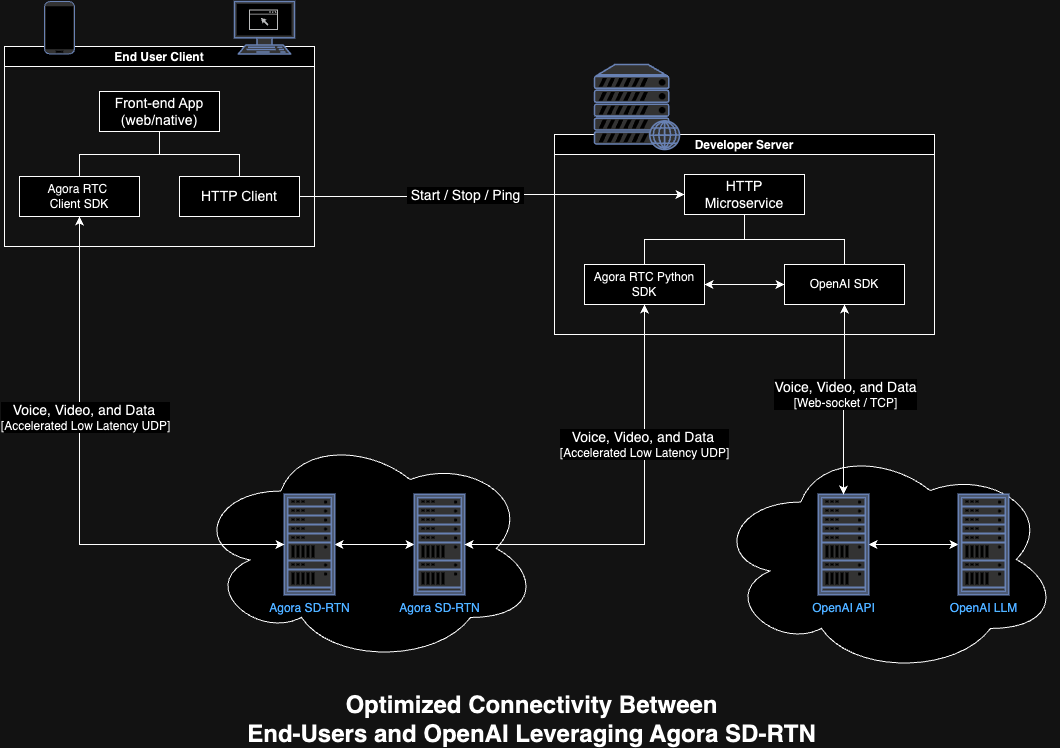 End User Client
Front-end App
(web/native)
Agora RTC
Client SDK
HTTP Client
Start / Stop / Ping
Developer Server
HTTP
Microservice
Agora RTC Python
SDK
OpenAI SDK
Voice, Video, and Data
[Accelerated Low Latency UDP]
Voice, Video, and Data
[Accelerated Low Latency UDP]
Voice, Video, and Data
[Web-socket / TCP]
Agora SD-RTN
Agora SD-RTN
OpenAI API
OpenAI LLM
Optimized Connectivity Between
End-Users and OpenAI Leveraging Agora SD-RTN